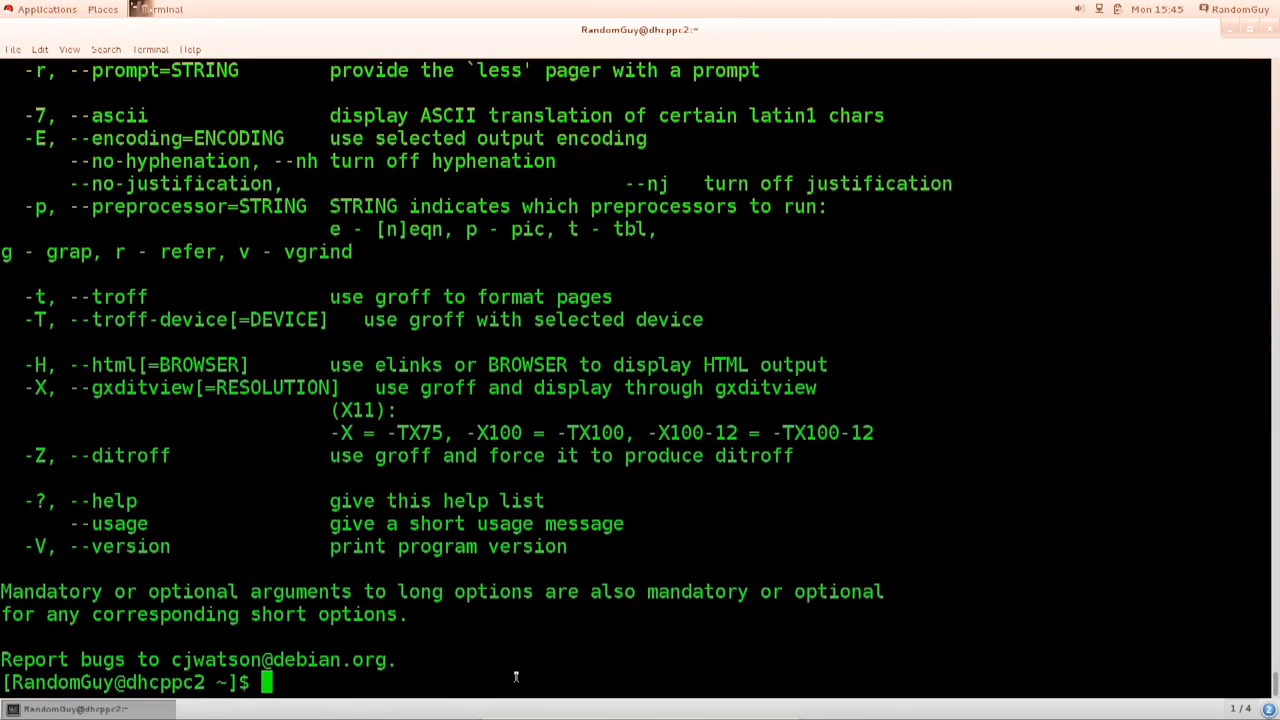 Applications Places Terminal Mon 15:45 RandomGuy
RandomGuy@dhcppc2:~
File Edit View Search Terminal Help
-r, --prompt=STRING provide the `less' pager with a prompt
-7, --ascii display ASCII translation of certain latin1 chars
-E, --encoding=ENCODING use selected output encoding
--no-hyphenation, --nh turn off hyphenation
--no-justification, --nj turn off justification
-p, --preprocessor=STRING STRING indicates which preprocessors to run:
e - [n]eqn, p - pic, t - tbl,
g - grap, r - refer, v - vgrind
-t, --troff use groff to format pages
-T, --troff-device[=DEVICE] use groff with selected device
-H, --html[=BROWSER] use elinks or BROWSER to display HTML output
-X, --gxditview[=RESOLUTION] use groff and display through gxditview
(X11):
-X = -TX75, -X100 = -TX100, -X100-12 = -TX100-12
-Z, --ditroff use groff and force it to produce ditroff
-?, --help give this help list
--usage give a short usage message
-V, --version print program version
Mandatory or optional arguments to long options are also mandatory or optional
for any corresponding short options.
Report bugs to cjwatson@debian.org.
[RandomGuy@dhcppc2 ~]$
RandomGuy@dhcppc2:~ 1 / 4 2